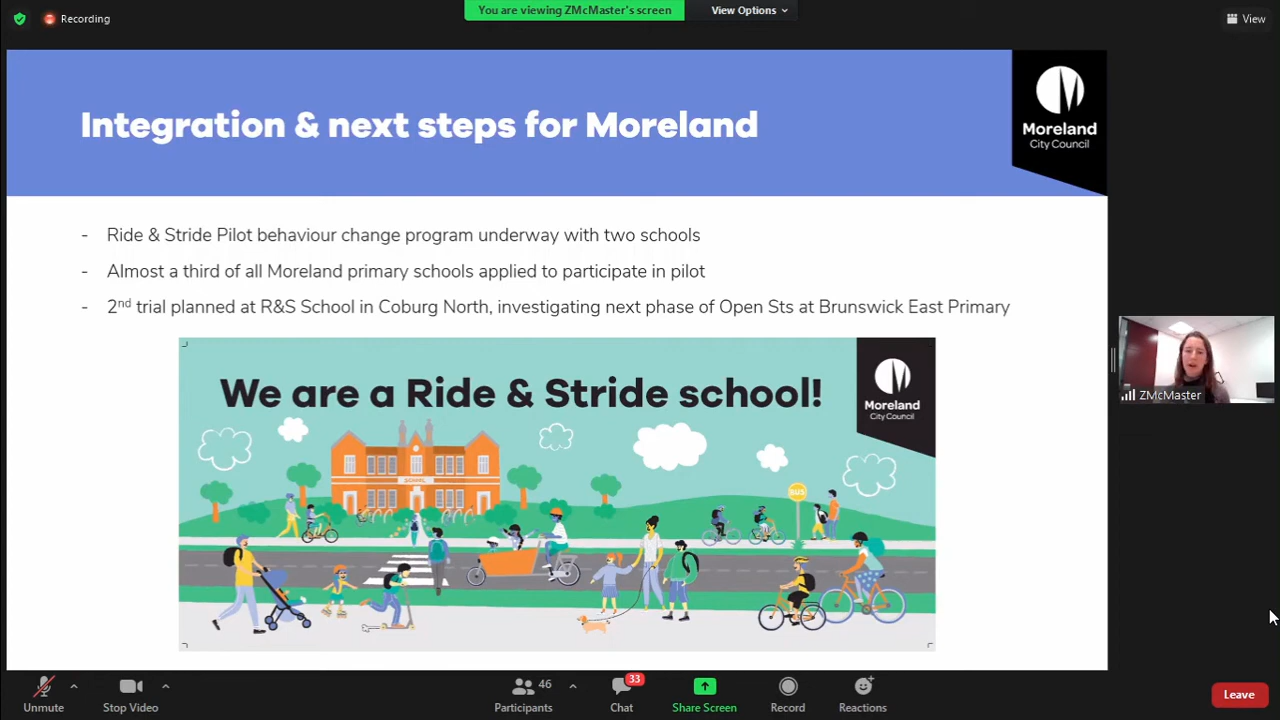 Recording
You are viewing ZMcMaster's screen
View Options
View
Integration & next steps for Moreland
Moreland
City Council
- Ride & Stride Pilot behaviour change program underway with two schools
- Almost a third of all Moreland primary schools applied to participate in pilot
- 2nd trial planned at R&S School in Coburg North, investigating next phase of Open Sts at Brunswick East Primary
We are a Ride & Stride school!
Moreland
City Council
SCHOOL
BUS
ZMcMaster
46
33
Unmute
Stop Video
Participants
Chat
Share Screen
Record
Reactions
Leave